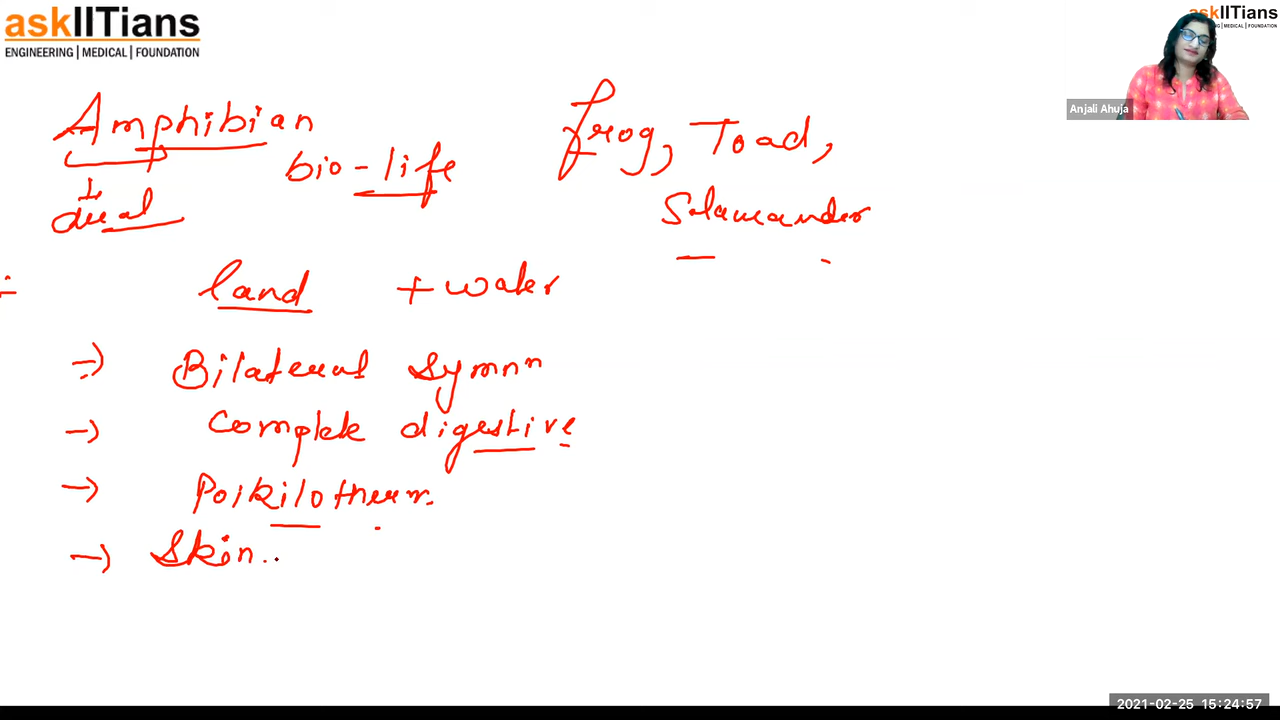 askIITians
ENGINEERING | MEDICAL | FOUNDATION
askIITians
Anjali Ahuja
Amphibian
frog, Toad,
bio-life
dual
Salamander
land + water
→ Bilateral symnn
→ Complete digestive
→ Poikilotherm.
→ Skin.
2021-02-25 15:24:57